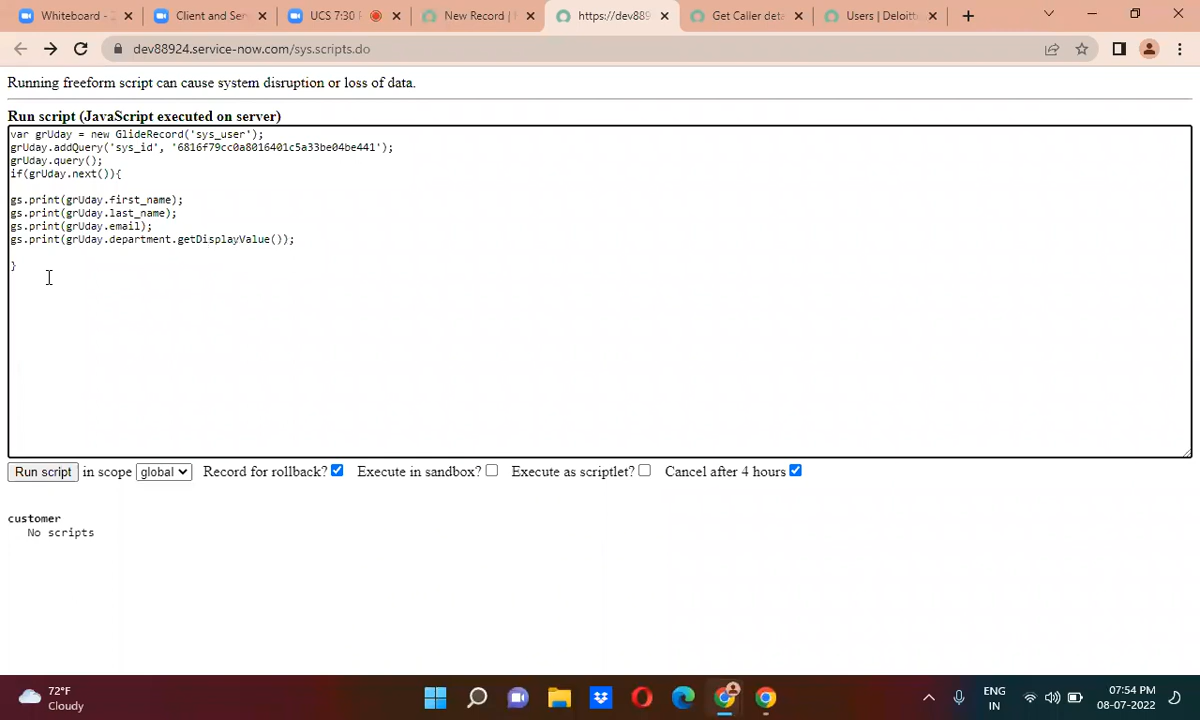 Whiteboard - Z
Client and Ser
UCS 7:30
New Record |
https://dev889
Get Caller deta
Users | Deloitt
dev88924.service-now.com/sys.scripts.do
Running freeform script can cause system disruption or loss of data.
Run script (JavaScript executed on server)
var grUday = new GlideRecord('sys_user');
grUday.addQuery('sys_id', '6816f79cc0a8016401c5a33be04be441');
grUday.query();
if(grUday.next()){
gs.print(grUday.first_name);
gs.print(grUday.last_name);
gs.print(grUday.email);
gs.print(grUday.department.getDisplayValue());
}
Run script in scope global Record for rollback? Execute in sandbox? Execute as scriptlet? Cancel after 4 hours
customer
No scripts
72°F
Cloudy
ENG
IN
07:54 PM
08-07-2022